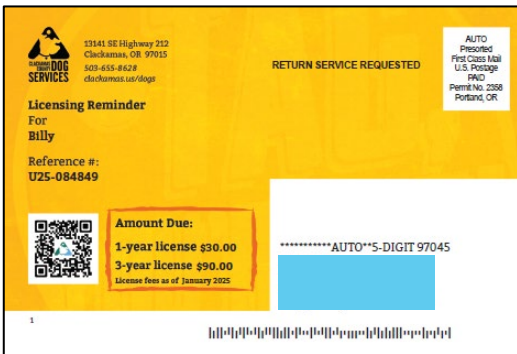 CLACKAMAS
COUNTY DOG
SERVICES
13141 SE Highway 212
Clackamas, OR 97015
503-655-8628
clackamas.us/dogs
RETURN SERVICE REQUESTED
AUTO
Presorted
First Class Mail
U.S. Postage
PAID
Permit No. 2358
Portland, OR
Licensing Reminder
For
Billy
Reference #:
U25-084849
Amount Due:
1-year license $30.00
3-year license $90.00
License fees as of January 2025
***********AUTO**5-DIGIT 97045
1